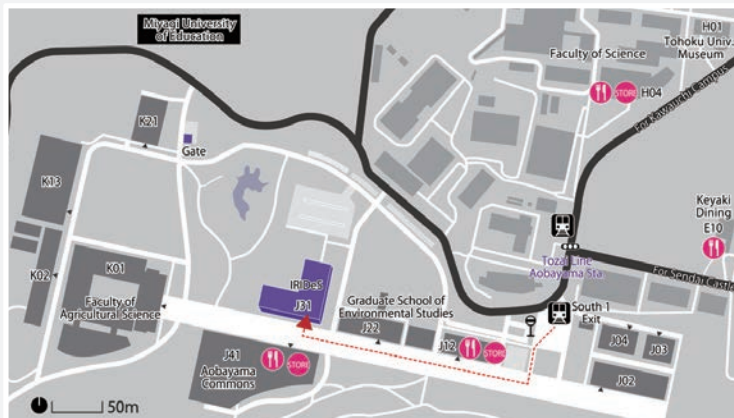 Miyagi University
of Education
H01
Tohoku Univ.
Museum
Faculty of Science
STORE
H04
For Kawauchi Campus
K21
Gate
K13
Keyaki
Dining
E10
Tozai Line
Aobayama Sta.
For Sendai Castle
K02
K01
Faculty of
Agricultural Science
IRIDeS
J31
Graduate School of
Environmental Studies
J22
South 1
Exit
J12
STORE
J04
J03
J02
J41
Aobayama
Commons
STORE
50m